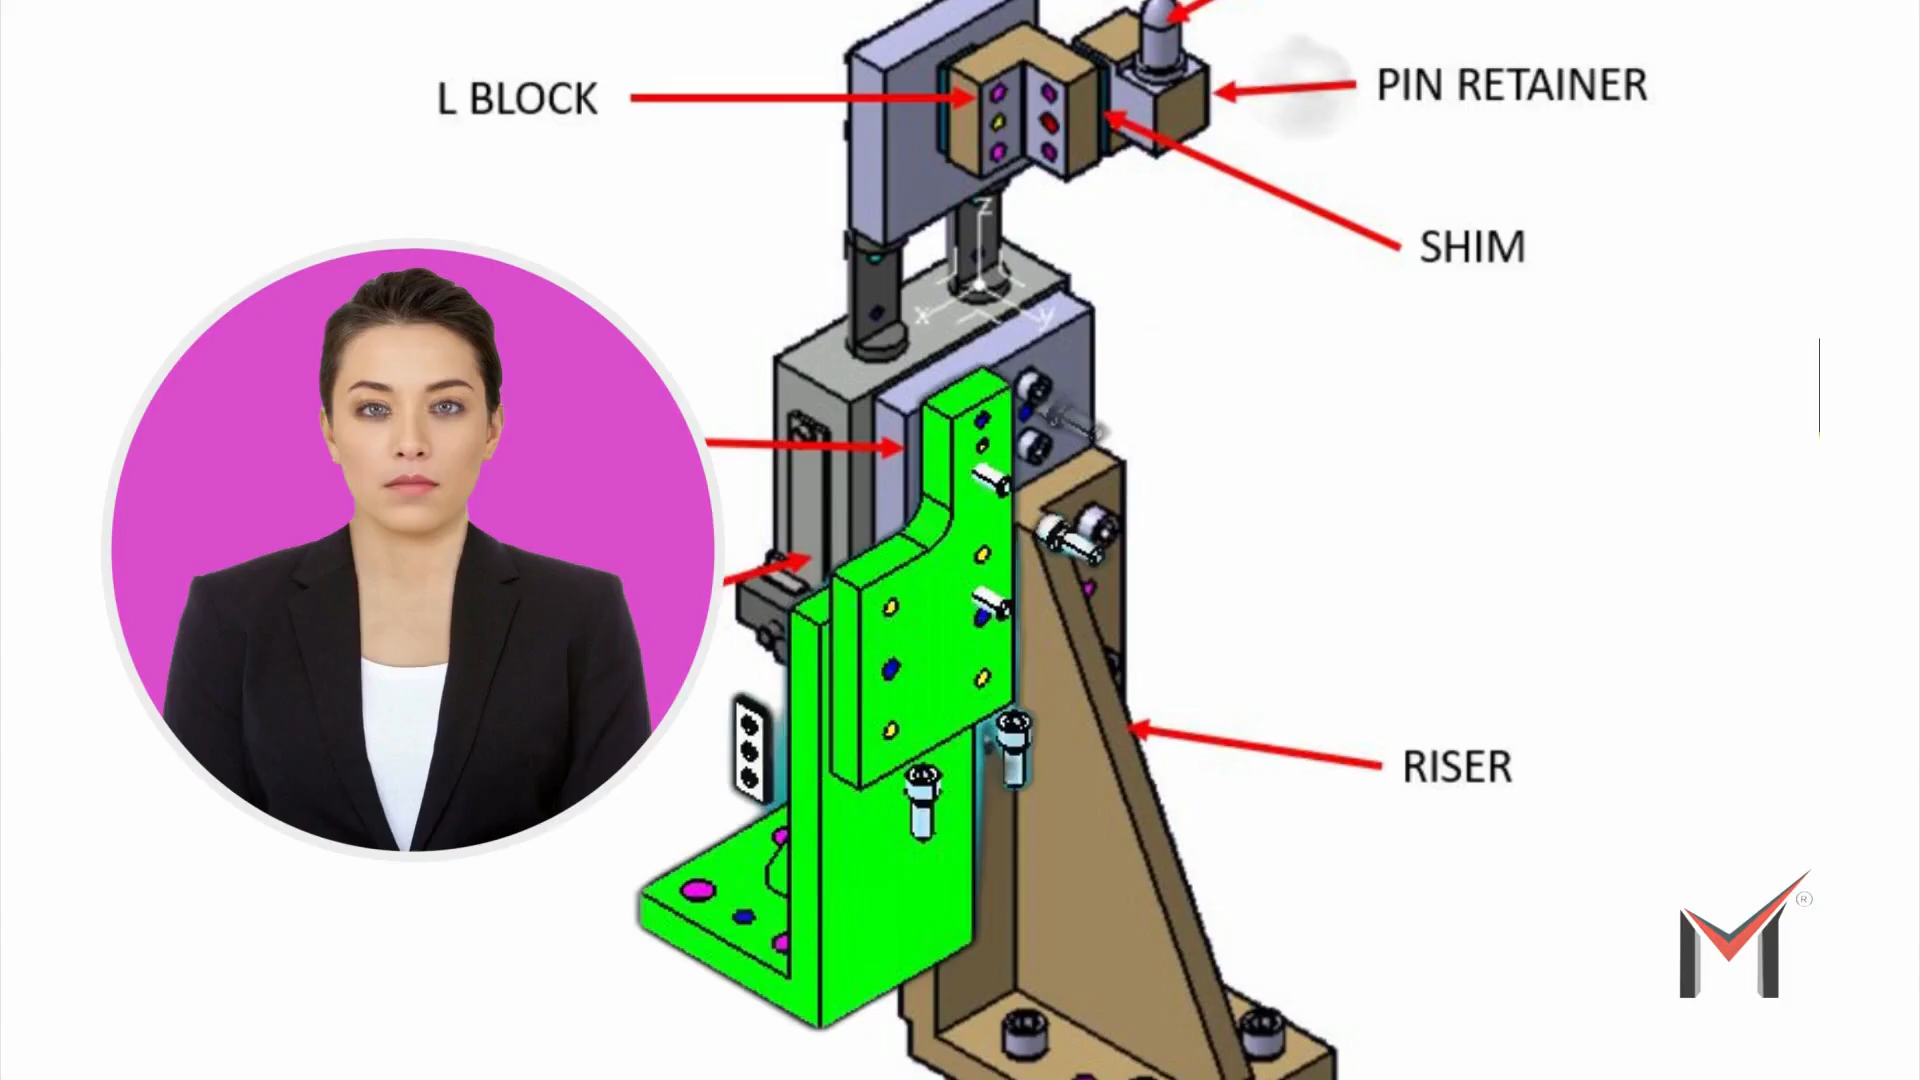 L BLOCK
PIN RETAINER
SHIM
z
x
y
RISER
M
®